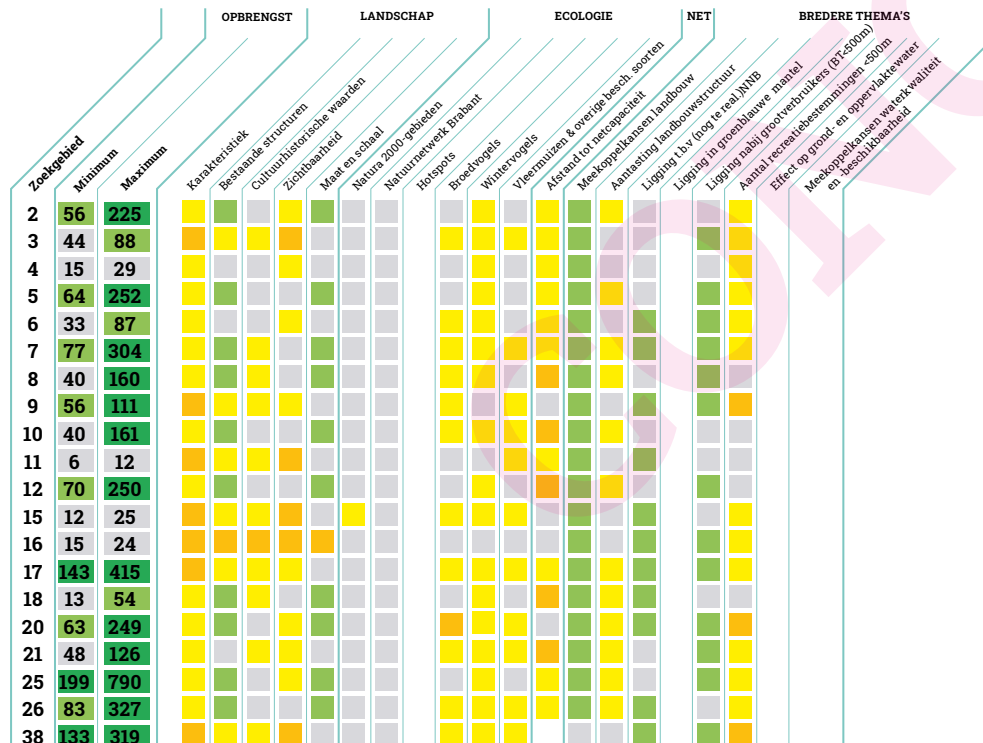 OPBRENGST LANDSCHAP ECOLOGIE NET BREDERE THEMA'S
Zoekgebied
Minimum
Maximum
Karakteristiek
Bestaande structuren
Cultuurhistorische waarden
Zichtbaarheid
Maat en schaal
Natura 2000-gebieden
Natuurnetwerk Brabant
Hotspots
Broedvogels
Wintervogels
Vleermuizen & overige besch. soorten
Afstand tot netcapaciteit
Meekoppelkansen landbouw
Aantasting landbouwstructuur
Ligging t.b.v (nog te real.)NNB
Ligging in groenblauwe mantel
Ligging nabij grootverbruikers (BT<500m)
Aantal recreatiebestemmingen <500m
Effect op grond- en oppervlaktewater
Meekoppelkansen waterkwaliteit
en -beschikbaarheid
2 56 225
3 44 88
4 15 29
5 64 252
6 33 87
7 77 304
8 40 160
9 56 111
10 40 161
11 6 12
12 70 250
15 12 25
16 15 24
17 143 415
18 13 54
20 63 249
21 48 126
25 199 790
26 83 327
38 133 319